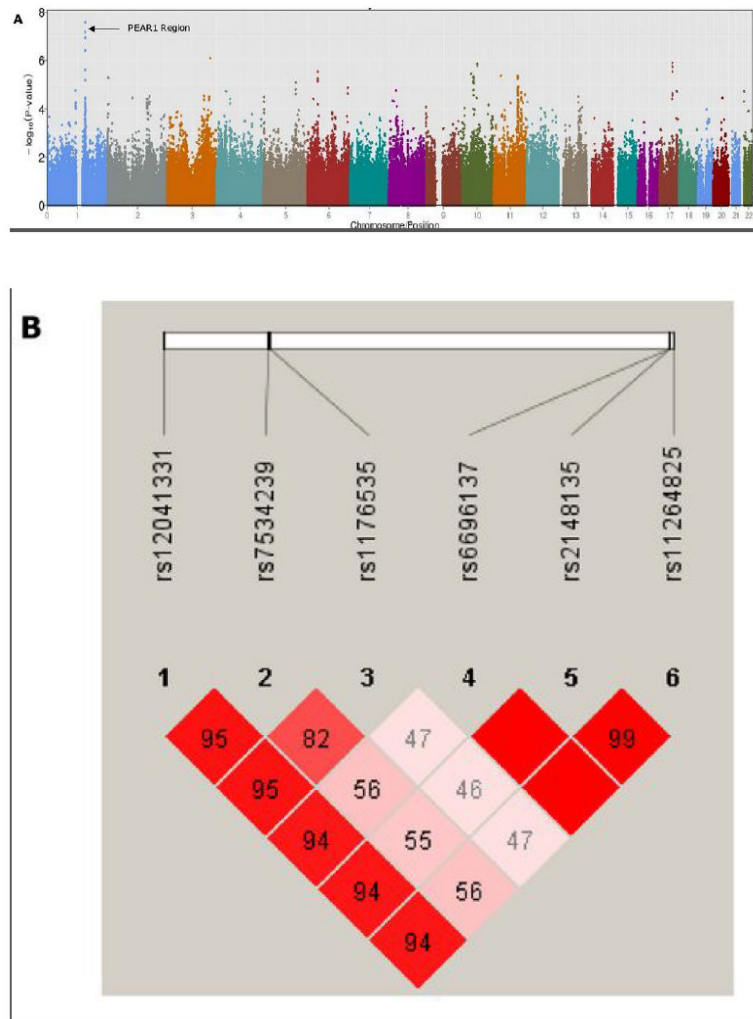 A
8
PEAR1 Region
6
-log10(P-value)
4
2
0
0 1 2 3 4 5 6 7 8 9 10 11 12 13 14 15 16 17 18 19 20 21 22
Chromosome/Position
B
rs12041331 rs7534239 rs11176535 rs6696137 rs2148135 rs11264825
1 2 3 4 5 6
95 82 47 99
95 56 46
94 55 47
94 56
94